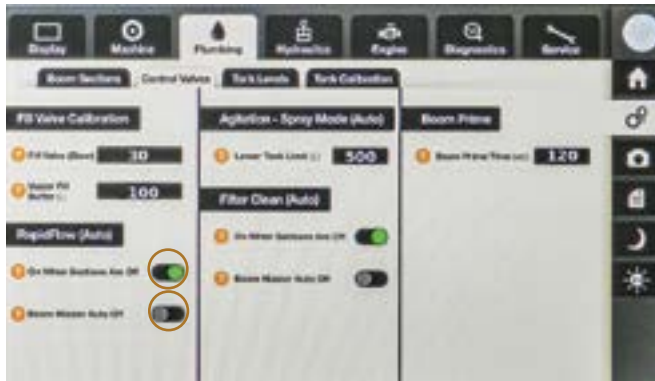 Display Machine Plumbing Hydraulics Engine Diagnostics Service
Boom Sections Control Valves Tank Levels Tank Calibration
Fill Valve Calibration
Fill Valve (Bowl) 30
Buffer (L) 100
RapidFlow (Auto)
On When Sections Are Off
Boom Master Auto Off
Agitation - Spray Mode (Auto)
Lower Tank Limit (L) 500
Filter Clean (Auto)
On When Sections Are Off
Boom Master Auto Off
Boom Prime
Boom Prime Time (sec) 120